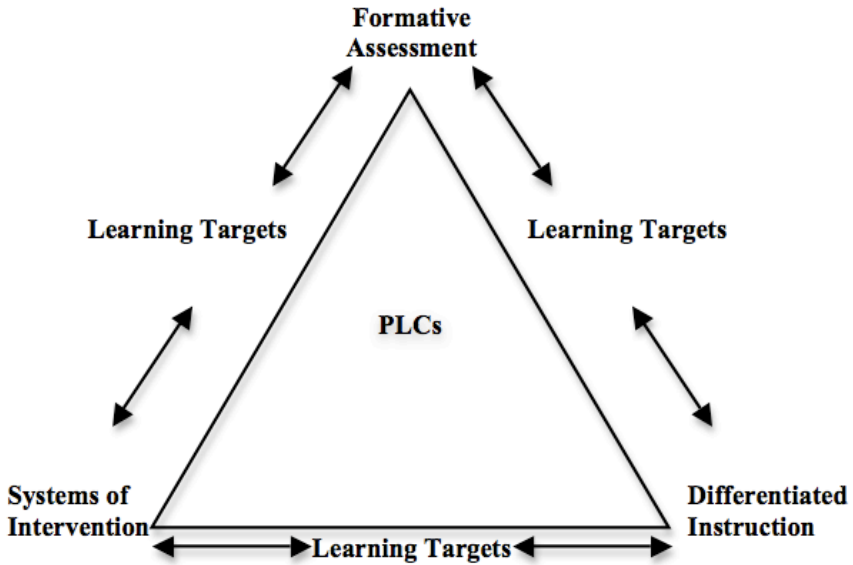 Formative
Assessment
Learning Targets
Learning Targets
PLCs
Systems of
Intervention
Differentiated
Instruction
Learning Targets